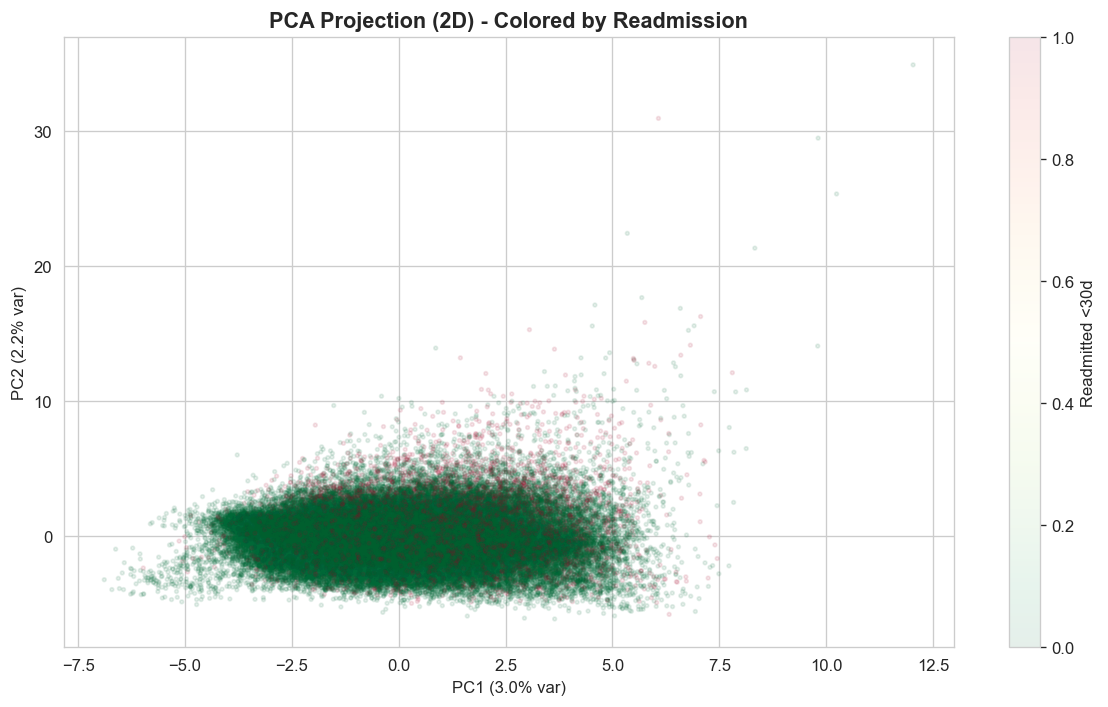 PCA Projection (2D) - Colored by Readmission
30
20
10
0
PC2 (2.2% var)
−7.5 −5.0 −2.5 0.0 2.5 5.0 7.5 10.0 12.5
PC1 (3.0% var)
1.0
0.8
0.6
0.4
0.2
0.0
Readmitted <30d